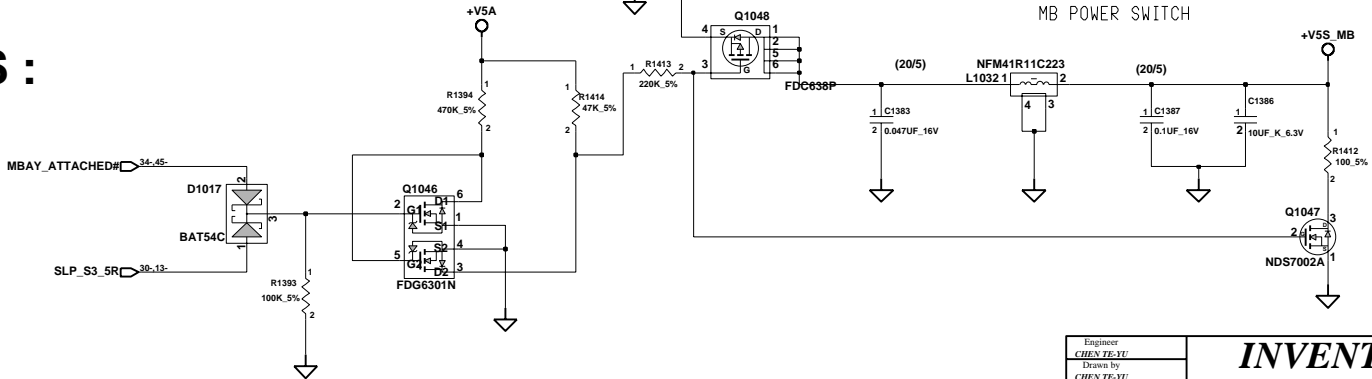 S :
+V5A
R1394
470K_5%
1
2
R1414
47K_5%
1
2
R1413
1
2
220K_5%
Q1048
4
3
S
D
G
1
2
5
6
FDC638P
MB POWER SWITCH
(20/5)
NFM41R11C223
L1032
1
2
4
3
(20/5)
+V5S_MB
C1383
1
2
0.047UF_16V
C1387
1
2
0.1UF_16V
C1386
1
2
10UF_K_6.3V
1
R1412
100_5%
2
MBAY_ATTACHED#
34-,45-
D1017
2
3
1
BAT54C
SLP_S3_5R
30-,13-
R1393
100K_5%
1
2
Q1046
2
G1
D1
6
S1
1
5
G2
S2
4
D2
3
FDG6301N
Q1047
2
3
1
NDS7002A
Engineer
CHEN TE-YU
Drawn by
CHEN TE-YU
INVENT